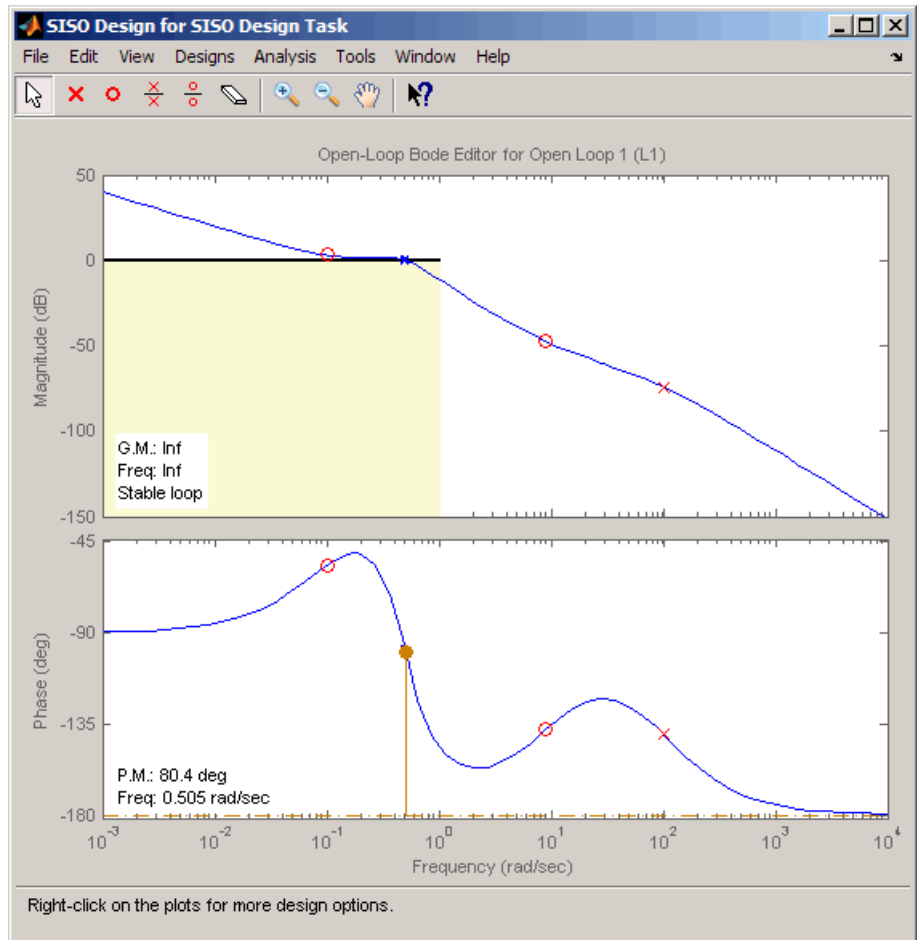 SISO Design for SISO Design Task
File Edit View Designs Analysis Tools Window Help
Open-Loop Bode Editor for Open Loop 1 (L1)
50
0
-50
-100
-150
Magnitude (dB)
G.M.: Inf
Freq: Inf
Stable loop
-45
-90
-135
-180
Phase (deg)
P.M.: 80.4 deg
Freq: 0.505 rad/sec
10^-3 10^-2 10^-1 10^0 10^1 10^2 10^3 10^4
Frequency (rad/sec)
Right-click on the plots for more design options.